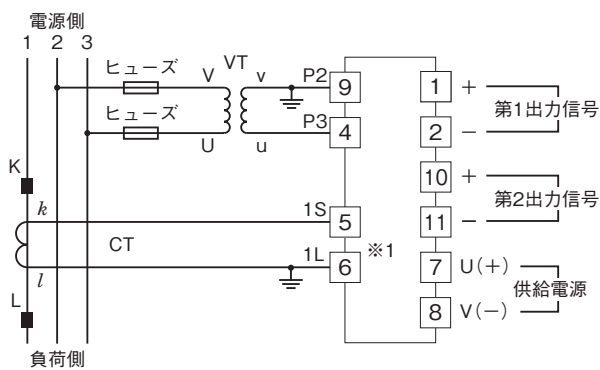 電源側
1 2 3
ヒューズ V VT v P2 9
ヒューズ U u P3 4
1 + 第1出力信号
2 −
10 + 第2出力信号
11 −
K
k 1S 5
CT ※1
l 1L 6
L
7 U(+) 供給電源
8 V(−)
負荷側